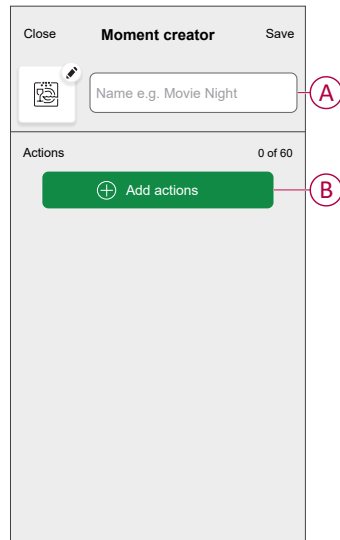 Close Moment creator Save
Name e.g. Movie Night
A
Actions 0 of 60
Add actions
B